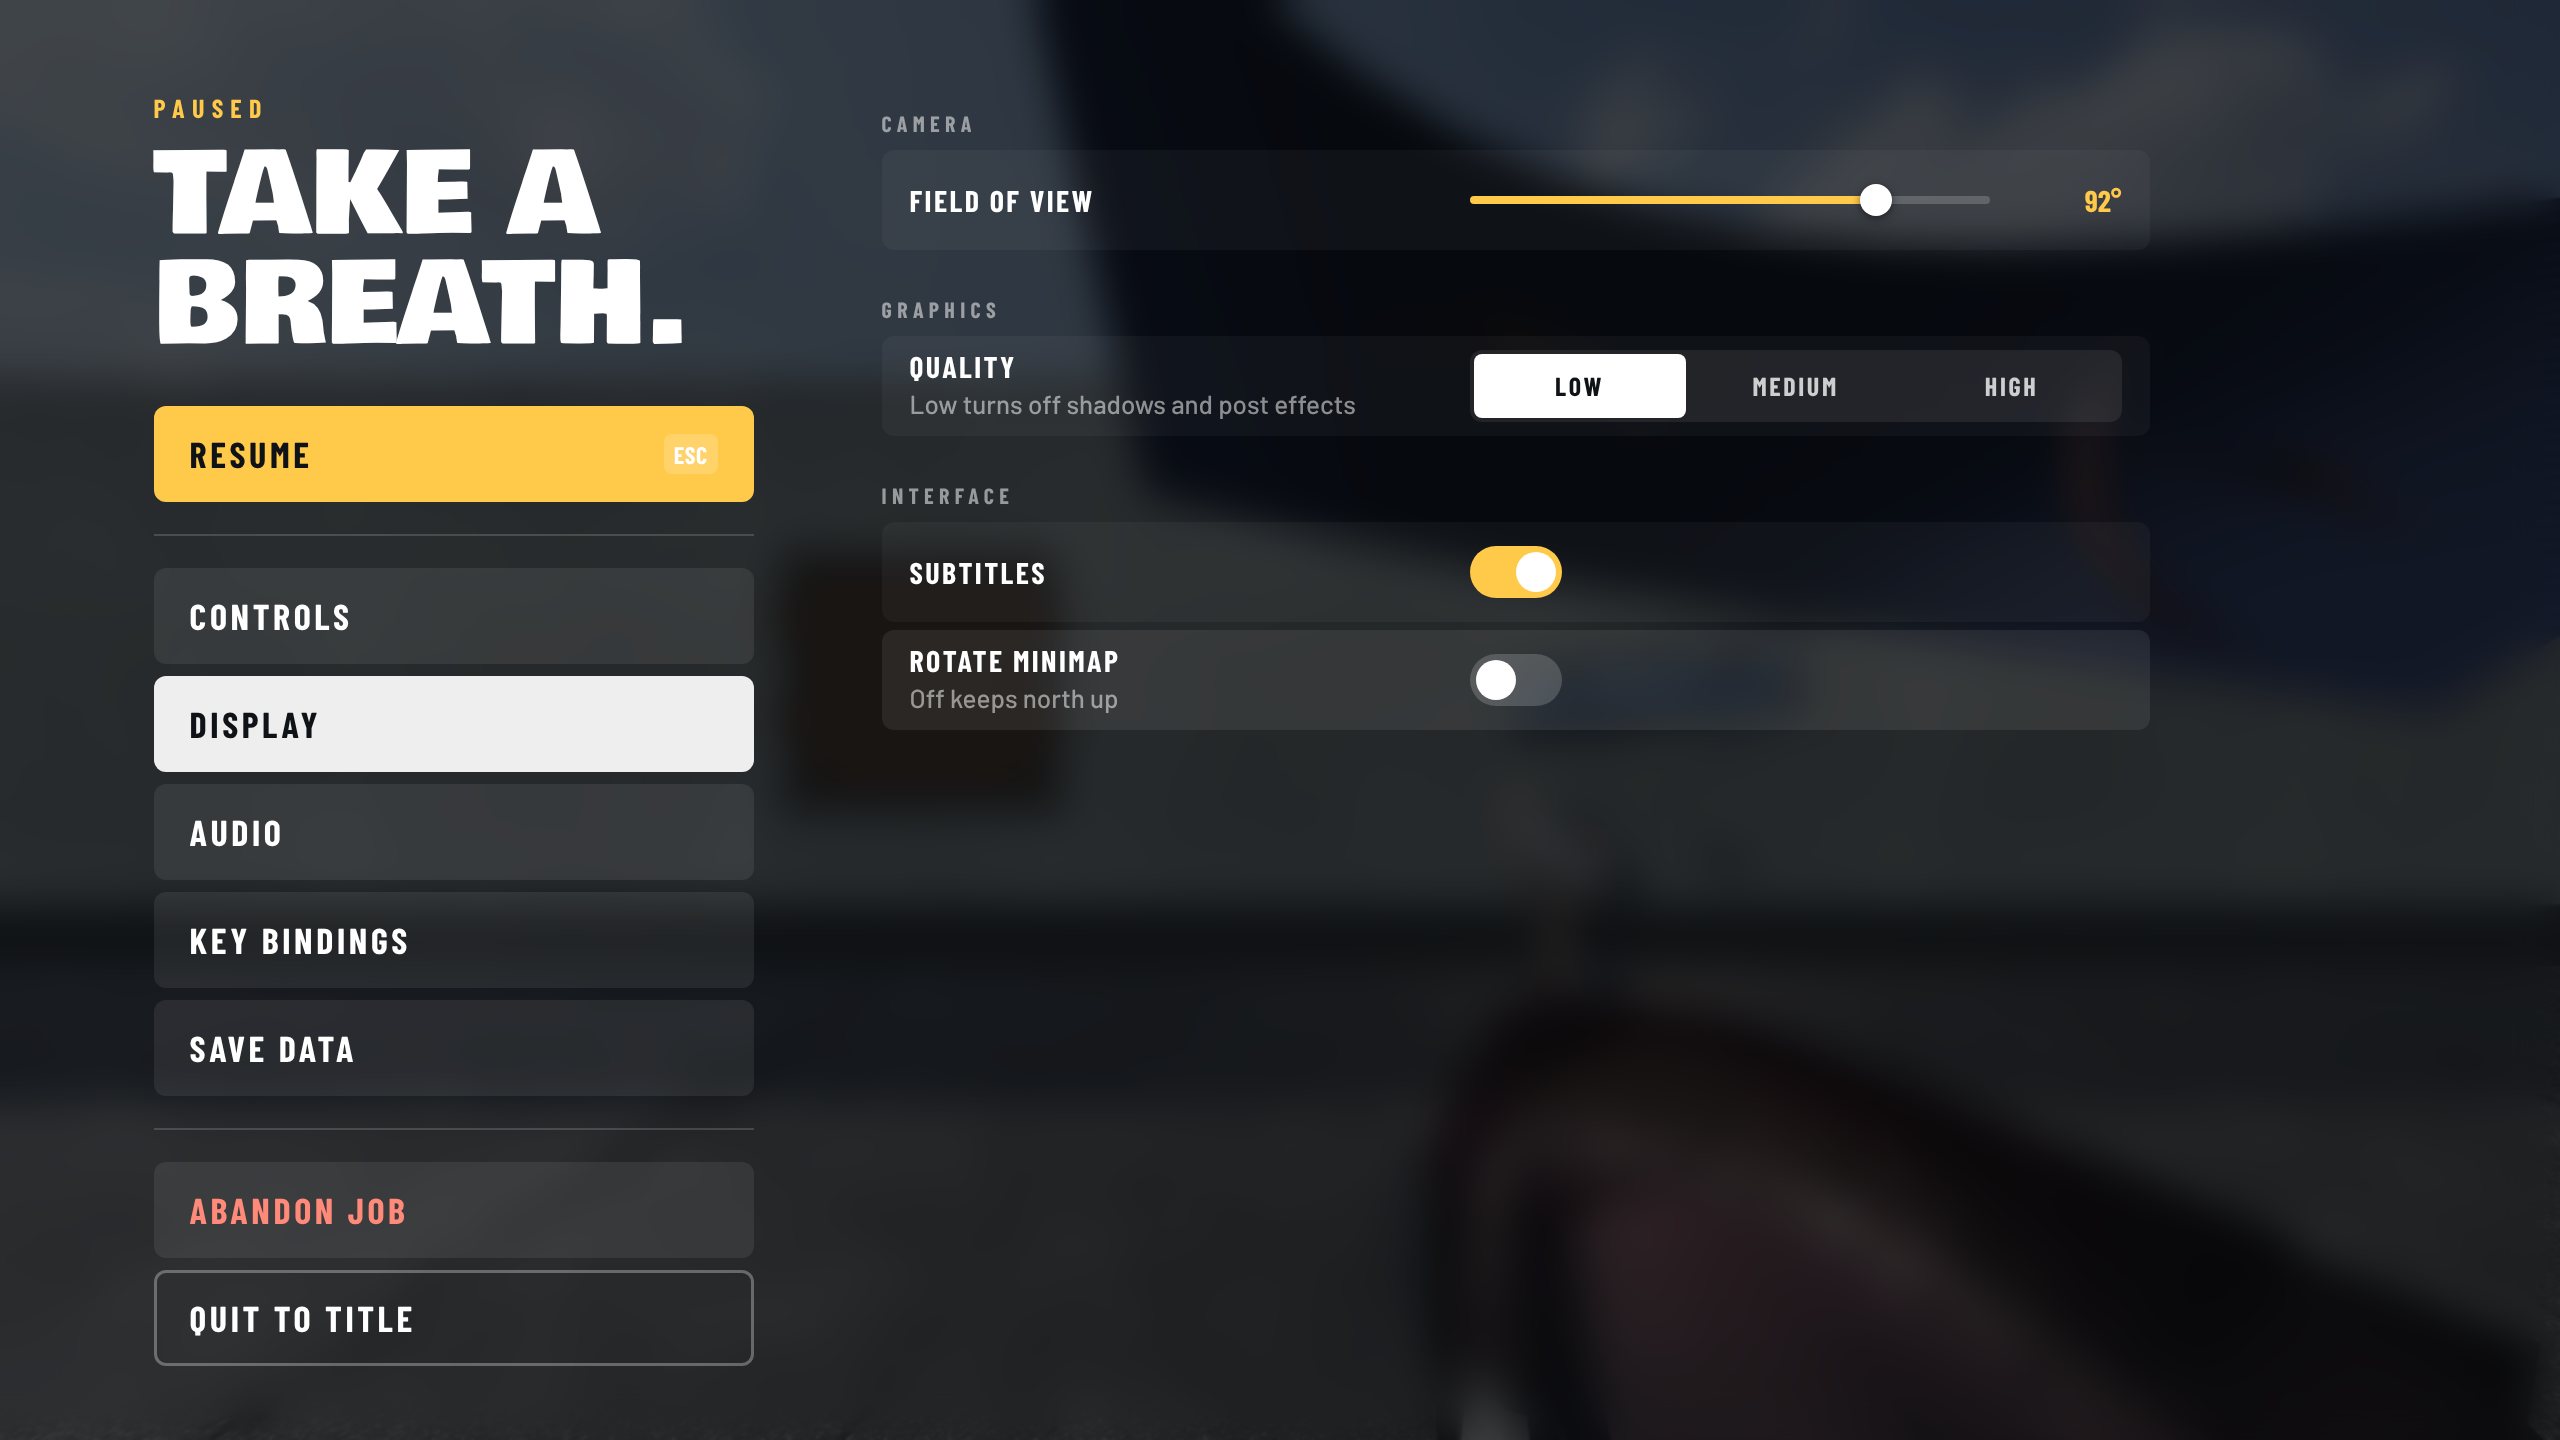 PAUSED
TAKE A
BREATH.
RESUME ESC
CONTROLS
DISPLAY
AUDIO
KEY BINDINGS
SAVE DATA
ABANDON JOB
QUIT TO TITLE
CAMERA
FIELD OF VIEW 92°
GRAPHICS
QUALITY
Low turns off shadows and post effects
LOW MEDIUM HIGH
INTERFACE
SUBTITLES
ROTATE MINIMAP
Off keeps north up